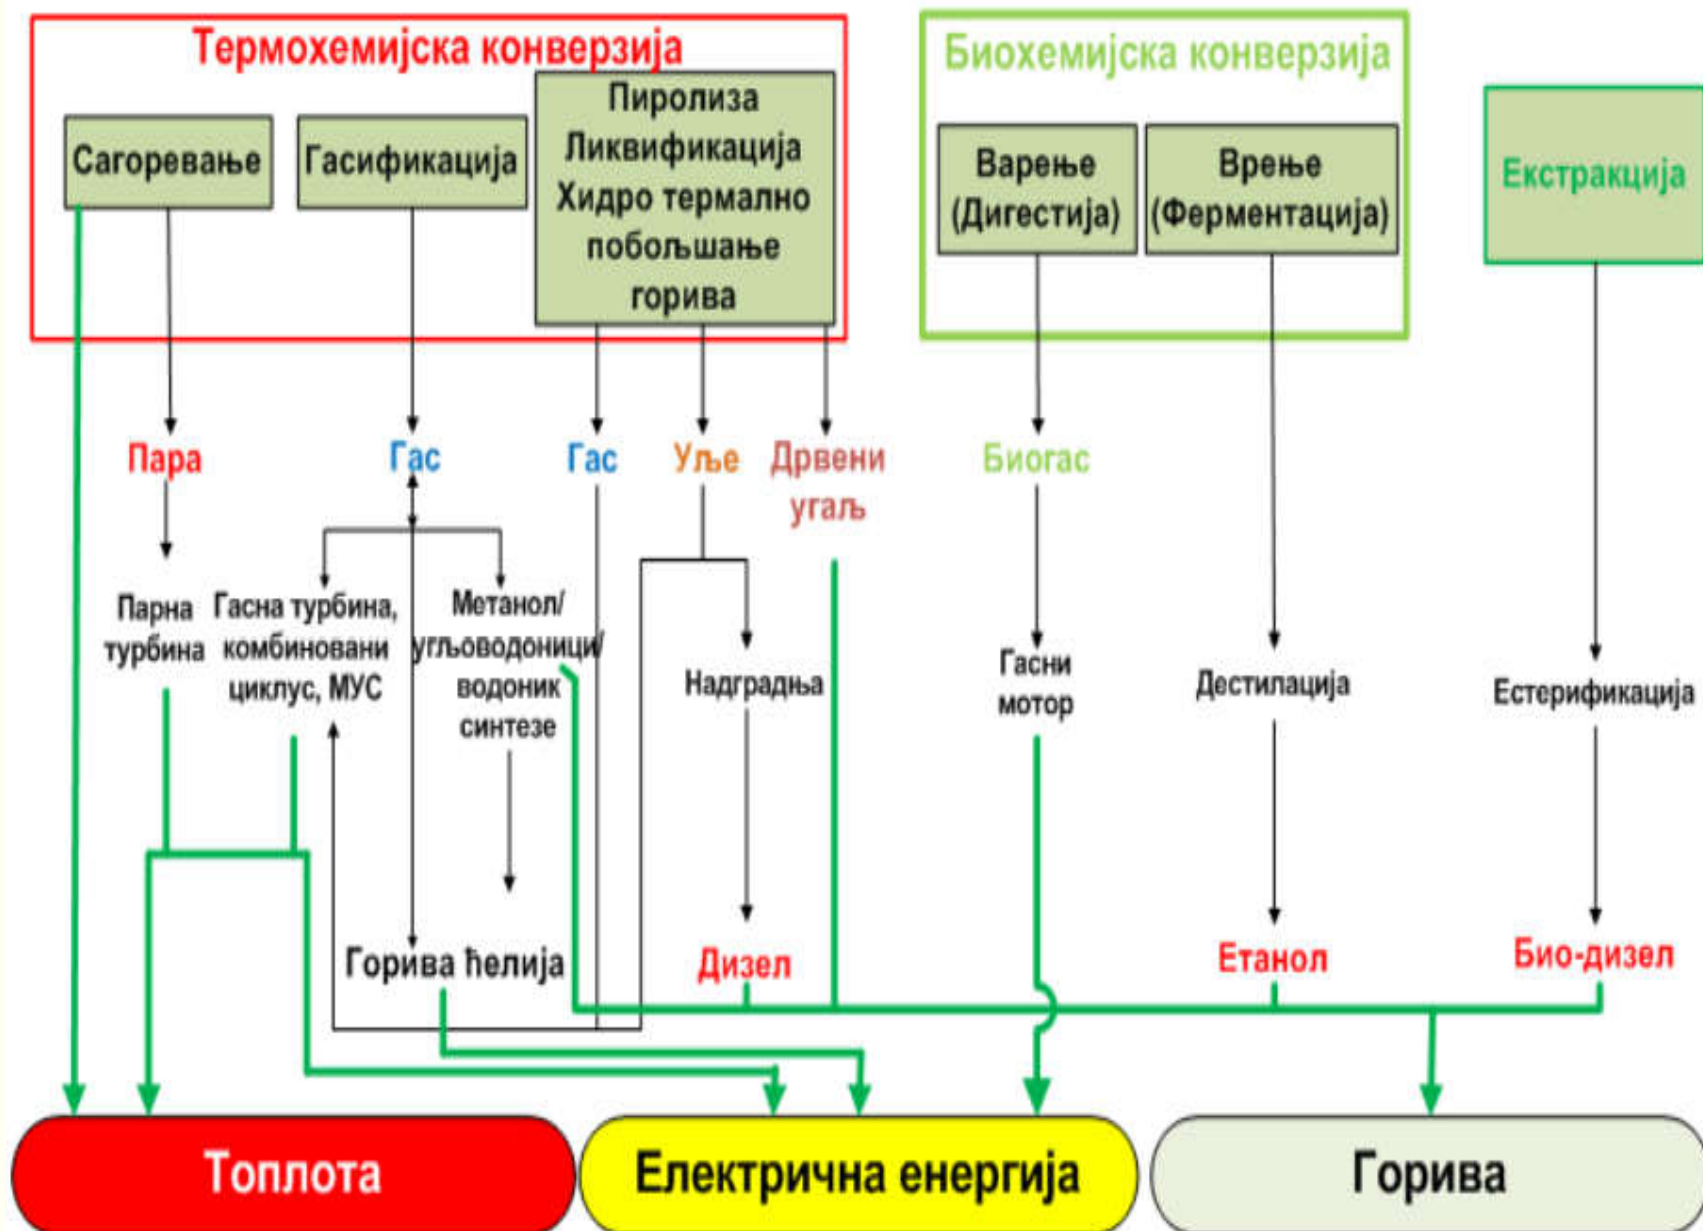 Термохемијска конверзија
Биохемијска конверзија
Сагоревање
Гасификација
Пиролиза
Ликвификација
Хидро термално
побољшање
горива
Варење
(Дигестија)
Врење
(Ферментација)
Екстракција
Пара
Гас
Гас
Уље
Дрвени
угаљ
Биогас
Парна
турбина
Гасна турбина,
комбиновани
циклус, МУС
Метанол/
угљоводоници/
водоник
синтезе
Надградња
Гасни
мотор
Дестилација
Естерификација
Горива ћелија
Дизел
Етанол
Био-дизел
Топлота
Електрична енергија
Горива